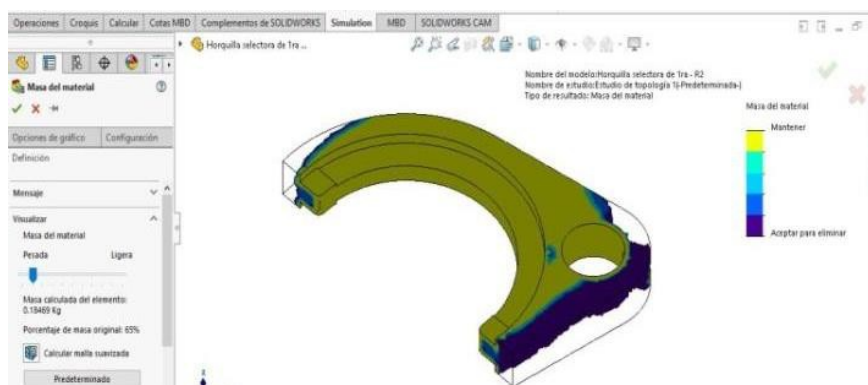 Operaciones Croquis Calcular Cotas MBD Complementos de SOLIDWORKS Simulation MBD SOLIDWORKS CAM
Horquilla selectora de 1ra ...
Masa del material
Opciones de gráfico Configuración
Definición
Mensaje
Visualizar
Masa del material
Pesada Ligera
Masa calculada del elemento:
0.18469 Kg
Porcentaje de masa original: 65%
Calcular malla suavizada
Predeterminado
Nombre del modelo:Horquilla selectora de 1ra - R2
Nombre de estudio:Estudio de topología
Tipo de resultado: Masa del material
Masa del material
Mantener
Aceptar para eliminar